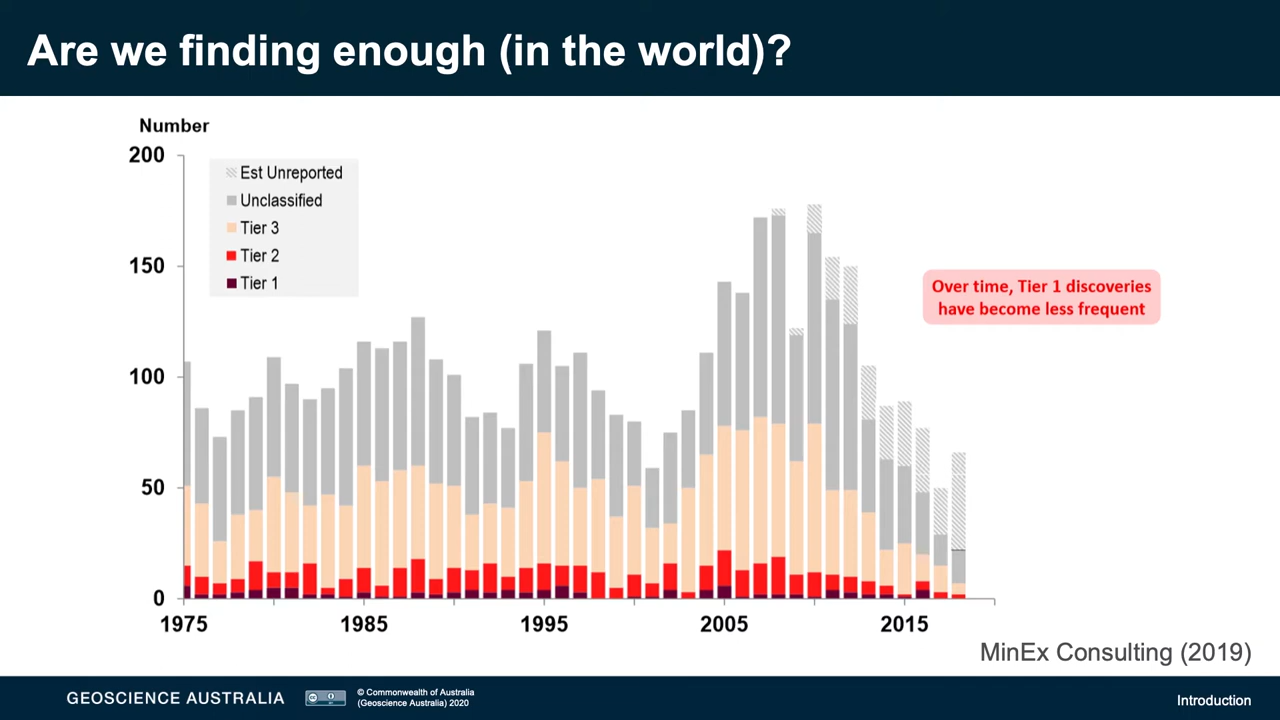 Are we finding enough (in the world)?
Number
200
150
100
50
0
Est Unreported
Unclassified
Tier 3
Tier 2
Tier 1
Over time, Tier 1 discoveries
have become less frequent
1975
1985
1995
2005
2015
MinEx Consulting (2019)
GEOSCIENCE AUSTRALIA
© Commonwealth of Australia
(Geoscience Australia) 2020
Introduction